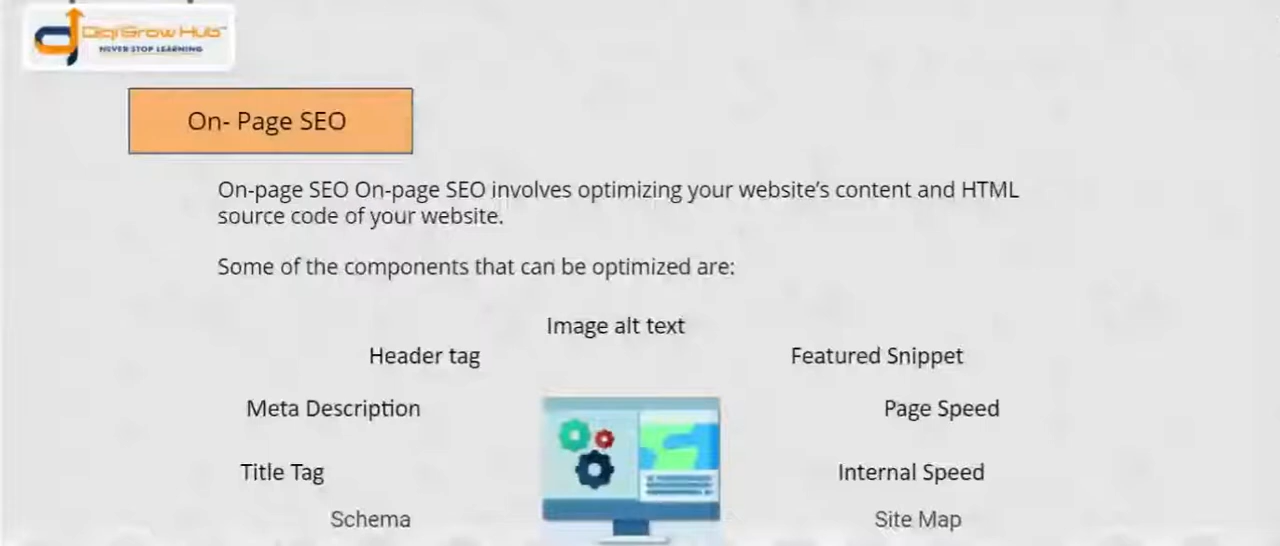 DigiGrow Hub™
NEVER STOP LEARNING
On- Page SEO
On-page SEO On-page SEO involves optimizing your website's content and HTML
source code of your website.
Some of the components that can be optimized are:
Image alt text
Header tag
Featured Snippet
Meta Description
Page Speed
Title Tag
Internal Speed
Schema
Site Map